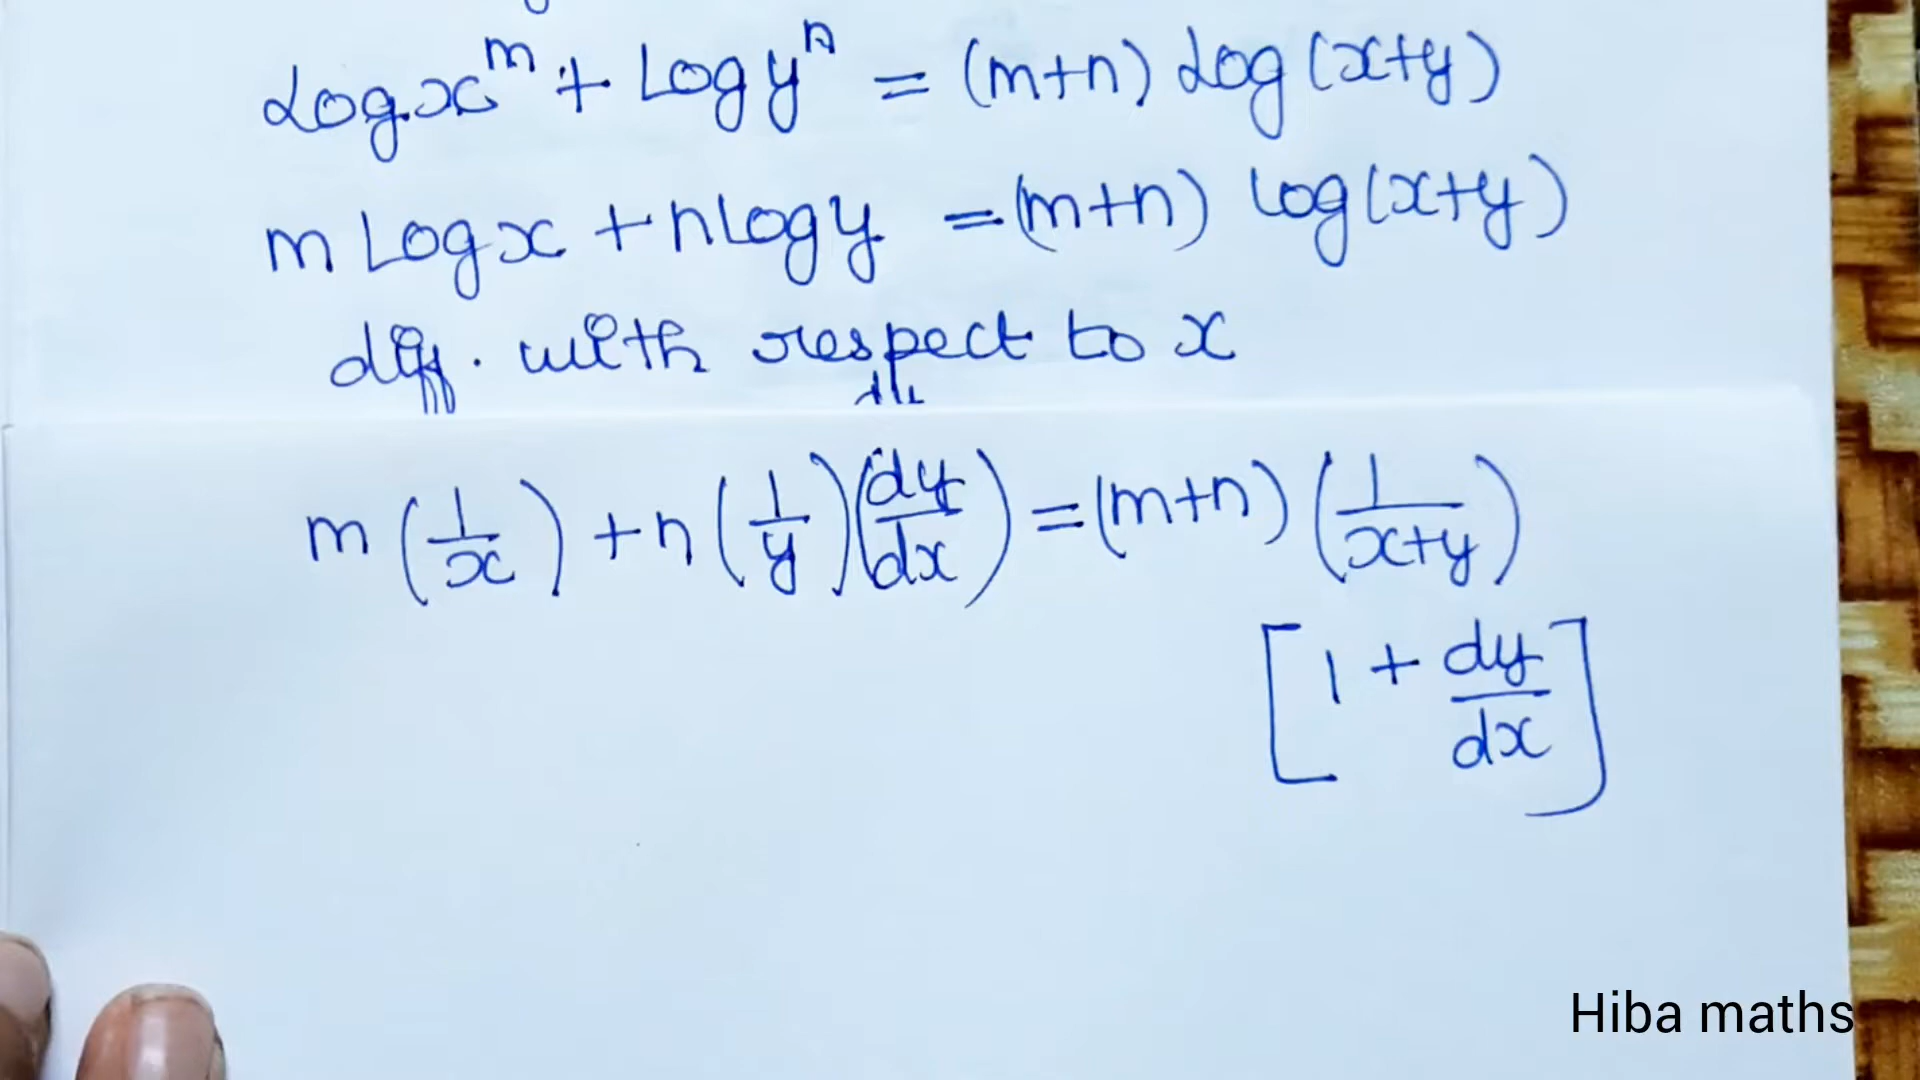 Log x^m + Log y^n = (m+n) Log (x+y)
m Log x + n log y = (m+n) log (x+y)
diff. with respect to x
m (1/x) + n (1/y) (dy/dx) = (m+n) (1/x+y)
[1 + dy/dx]
Hiba maths